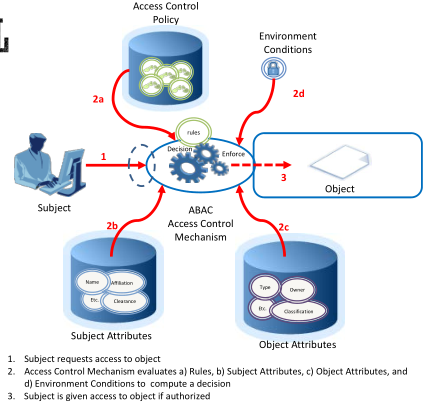 Access Control
Policy
Environment
Conditions
2a
2d
rules
Decision
Enforce
1
3
Subject
Object
ABAC
Access Control
Mechanism
2b
2c
Name
Affiliation
Etc.
Clearance
Type
Owner
Etc.
Classification
Subject Attributes
Object Attributes
1. Subject requests access to object
2. Access Control Mechanism evaluates a) Rules, b) Subject Attributes, c) Object Attributes, and
d) Environment Conditions to compute a decision
3. Subject is given access to object if authorized